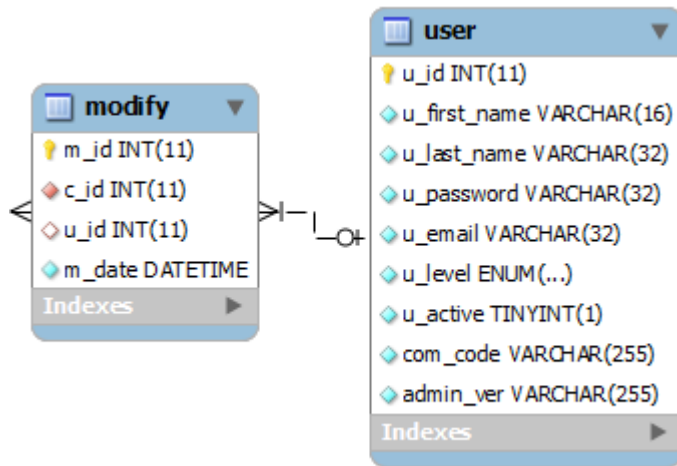 modify
m_id INT(11)
c_id INT(11)
u_id INT(11)
m_date DATETIME
Indexes
user
u_id INT(11)
u_first_name VARCHAR(16)
u_last_name VARCHAR(32)
u_password VARCHAR(32)
u_email VARCHAR(32)
u_level ENUM(...)
u_active TINYINT(1)
com_code VARCHAR(255)
admin_ver VARCHAR(255)
Indexes